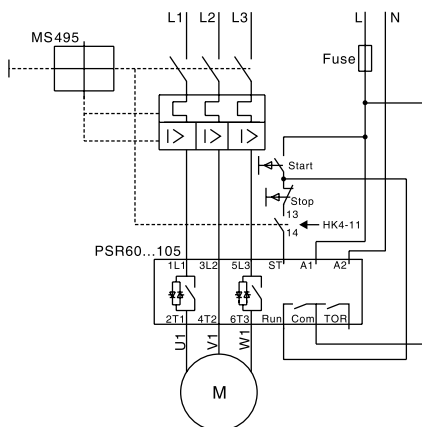 L1 L2 L3 L N
MS495
Fuse
Start
Stop
13
HK4-11
14
PSR60...105
1L1 3L2 5L3 ST A1 A2
2T1 4T2 6T3 Run Com TOR
U1 V1 W1
M